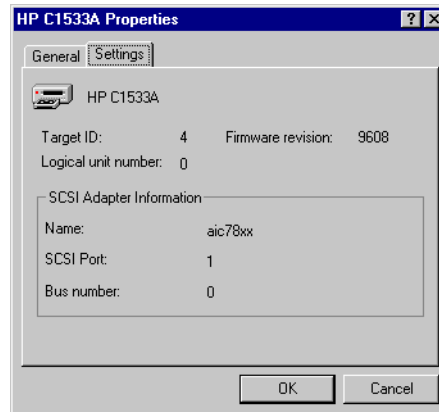 HP C1533A Properties
General Settings
HP C1533A
Target ID: 4 Firmware revision: 9608
Logical unit number: 0
SCSI Adapter Information
Name: aic78xx
SCSI Port: 1
Bus number: 0
OK Cancel